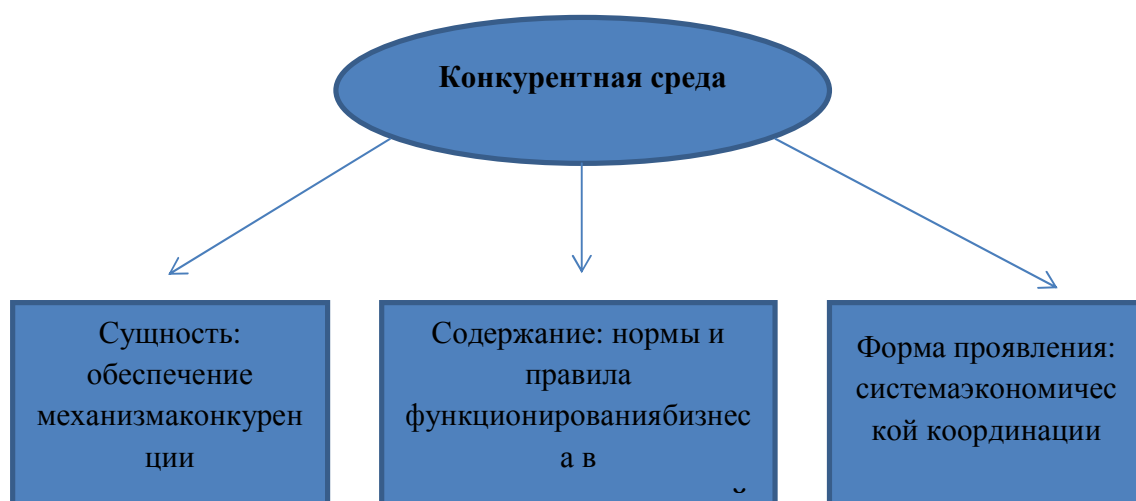 Конкурентная среда
Сущность:
обеспечение
механизмаконкурен
ции
Содержание: нормы и
правила
функционированиябизнес
а в
Форма проявления:
системаэкономичес
кой координации